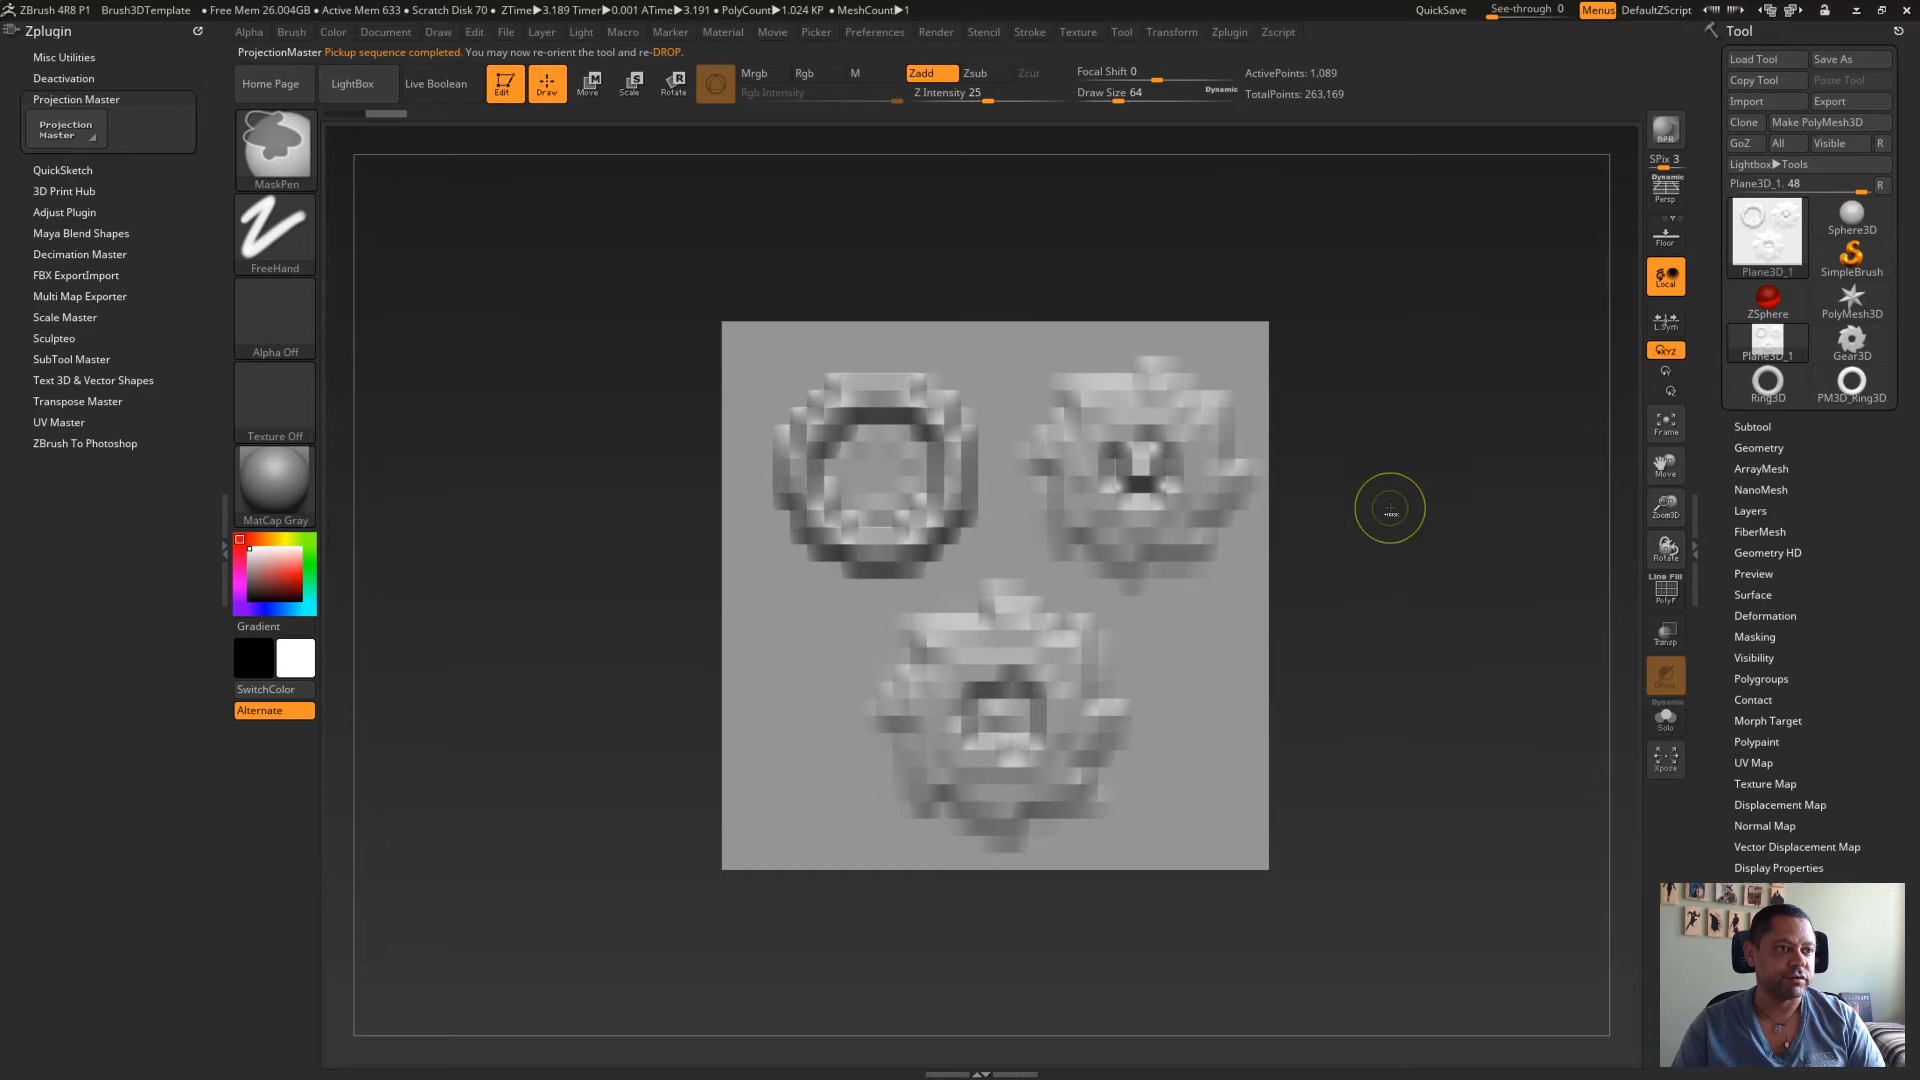 ZBrush 4R8 P1 Brush3DTemplate • Free Mem 26.004GB • Active Mem 633 • Scratch Disk 70 • ZTime▶3.189 Timer▶0.001 ATime▶3.191 • PolyCount▶1.024 KP • MeshCount▶1 QuickSave See-through 0 Menus DefaultZScript
Zplugin
Alpha Brush Color Document Draw Edit File Layer Light Macro Marker Material Movie Picker Preferences Render Stencil Stroke Texture Tool Transform Zplugin Zscript
Tool
ProjectionMaster Pickup sequence completed. You may now re-orient the tool and re-DROP.
Misc Utilities
Deactivation
Projection Master
Projection
Master
QuickSketch
3D Print Hub
Adjust Plugin
Maya Blend Shapes
Decimation Master
FBX ExportImport
Multi Map Exporter
Scale Master
Sculpteo
SubTool Master
Text 3D & Vector Shapes
Transpose Master
UV Master
ZBrush To Photoshop
Home Page LightBox Live Boolean Edit Draw Move Scale Rotate
Mrgb Rgb M
Rgb Intensity
Zadd Zsub Zcut
Z Intensity 25
Focal Shift 0
Draw Size 64 Dynamic
ActivePoints: 1,089
TotalPoints: 263,169
MaskPen
FreeHand
Alpha Off
Texture Off
MatCap Gray
Gradient
SwitchColor
Alternate
BPR
SPix 3
Dynamic
Persp
Floor
Local
L.Sym
XYZ
Frame
Move
Zoom3D
Rotate
Line Fill
PolyF
Transp
Ghost
Dynamic
Solo
Xpose
Load Tool Save As
Copy Tool Paste Tool
Import Export
Clone Make PolyMesh3D
GoZ All Visible R
Lightbox▶Tools
Plane3D_1. 48 R
Plane3D_1 Sphere3D
SimpleBrush
ZSphere PolyMesh3D
Plane3D_1 Gear3D
Ring3D PM3D_Ring3D
Subtool
Geometry
ArrayMesh
NanoMesh
Layers
FiberMesh
Geometry HD
Preview
Surface
Deformation
Masking
Visibility
Polygroups
Contact
Morph Target
Polypaint
UV Map
Texture Map
Displacement Map
Normal Map
Vector Displacement Map
Display Properties